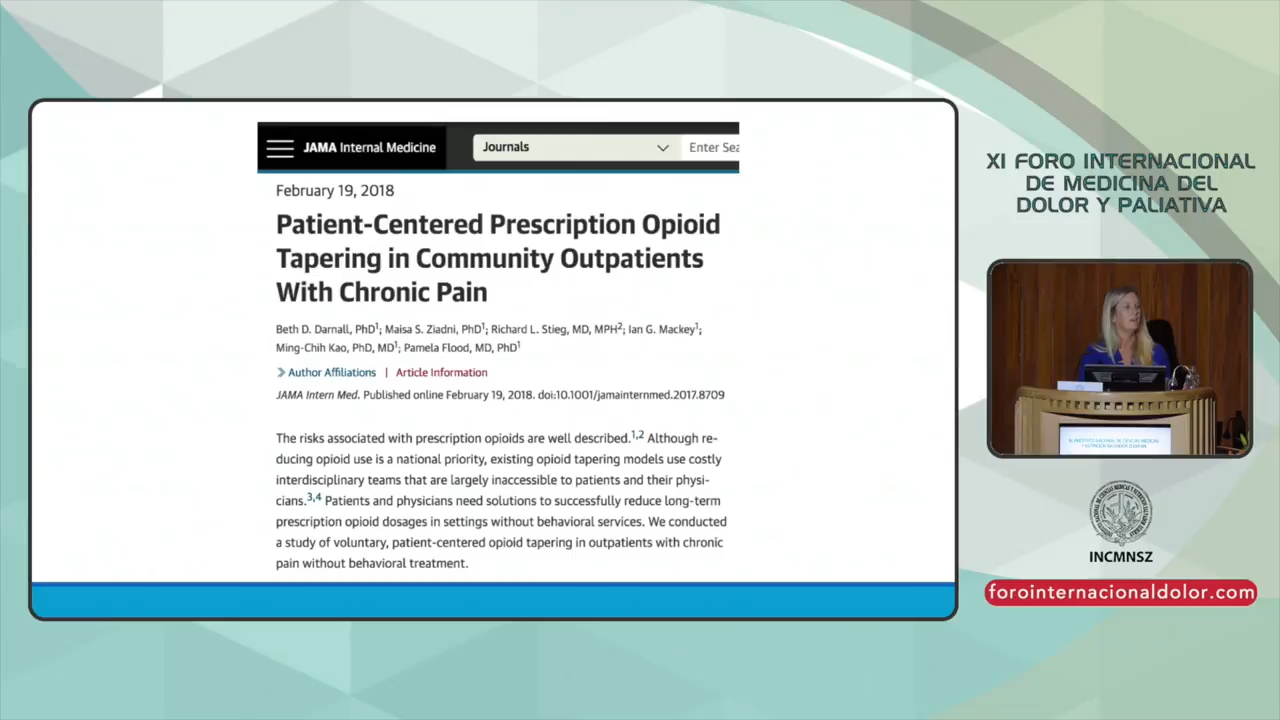 JAMA Internal Medicine
Journals
Enter Sea
February 19, 2018
Patient-Centered Prescription Opioid
Tapering in Community Outpatients
With Chronic Pain
Beth D. Darnall, PhD1; Maisa S. Ziadni, PhD1; Richard L. Stieg, MD, MPH2; Ian G. Mackey1;
Ming-Chih Kao, PhD, MD1; Pamela Flood, MD, PhD1
Author Affiliations | Article Information
JAMA Intern Med. Published online February 19, 2018. doi:10.1001/jamainternmed.2017.8709
The risks associated with prescription opioids are well described.1,2 Although re-
ducing opioid use is a national priority, existing opioid tapering models use costly
interdisciplinary teams that are largely inaccessible to patients and their physi-
cians.3,4 Patients and physicians need solutions to successfully reduce long-term
prescription opioid dosages in settings without behavioral services. We conducted
a study of voluntary, patient-centered opioid tapering in outpatients with chronic
pain without behavioral treatment.
XI FORO INTERNACIONAL
DE MEDICINA DEL
DOLOR Y PALIATIVA
INCMNSZ
forointernacionaldolor.com